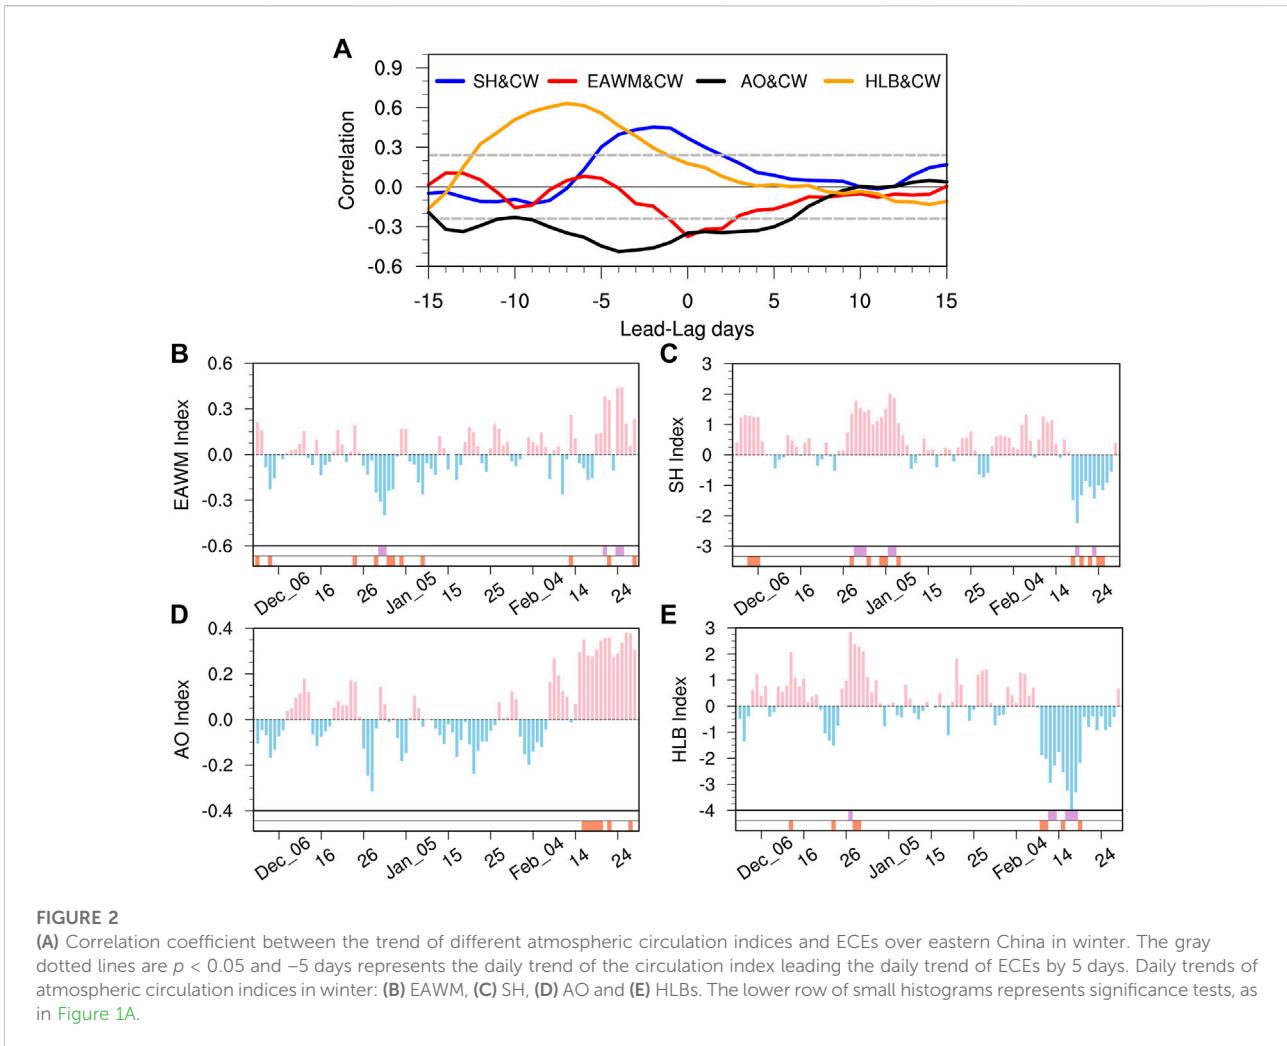 A
SH&CW EAWM&CW AO&CW HLB&CW
Correlation
0.9
0.6
0.3
0.0
-0.3
-0.6
-15 -10 -5 0 5 10 15
Lead-Lag days
B
EAWM Index
0.6
0.3
0.0
-0.3
-0.6
Dec_06 16 26 Jan_05 15 25 Feb_04 14 24
C
SH Index
3
2
1
0
-1
-2
-3
Dec_06 16 26 Jan_05 15 25 Feb_04 14 24
D
AO Index
0.4
0.2
0.0
-0.2
-0.4
Dec_06 16 26 Jan_05 15 25 Feb_04 14 24
E
HLB Index
3
2
1
0
-1
-2
-3
-4
Dec_06 16 26 Jan_05 15 25 Feb_04 14 24
FIGURE 2
(A) Correlation coefficient between the trend of different atmospheric circulation indices and ECEs over eastern China in winter. The gray
dotted lines are p < 0.05 and −5 days represents the daily trend of the circulation index leading the daily trend of ECEs by 5 days. Daily trends of
atmospheric circulation indices in winter: (B) EAWM, (C) SH, (D) AO and (E) HLBs. The lower row of small histograms represents significance tests, as
in Figure 1A.